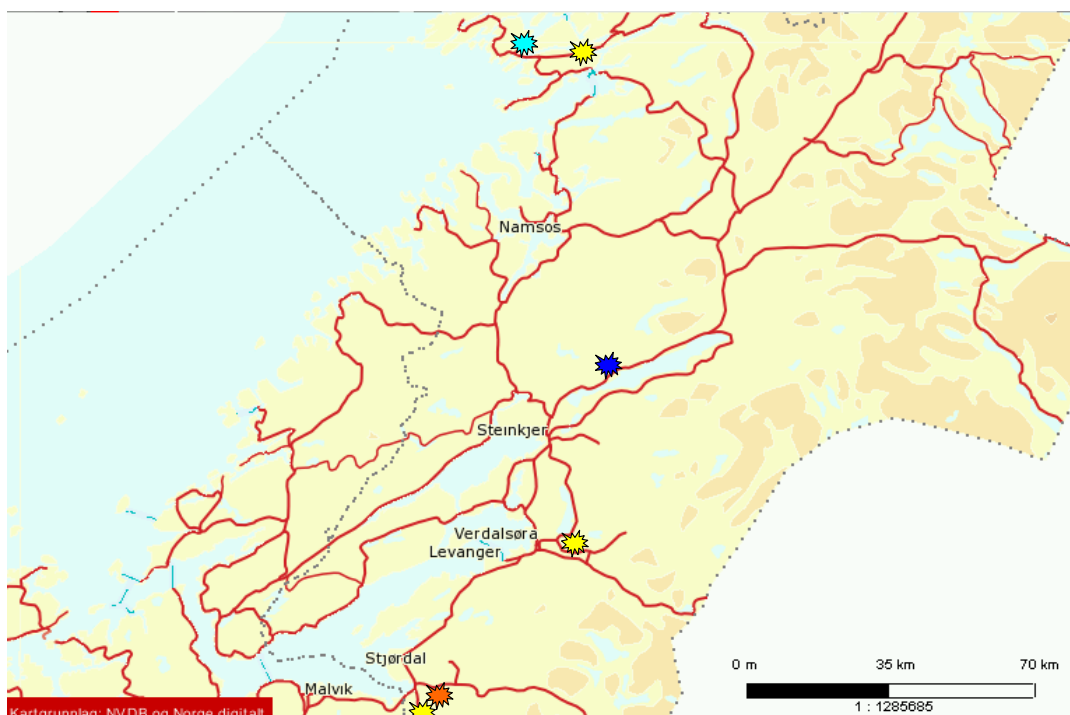 Namsos
Steinkjer
Verdalsøra
Levanger
Stjørdal
Malvik
0 m 35 km 70 km
1 : 1285685
Kartgrunnlag: NVDB og Norge digitalt